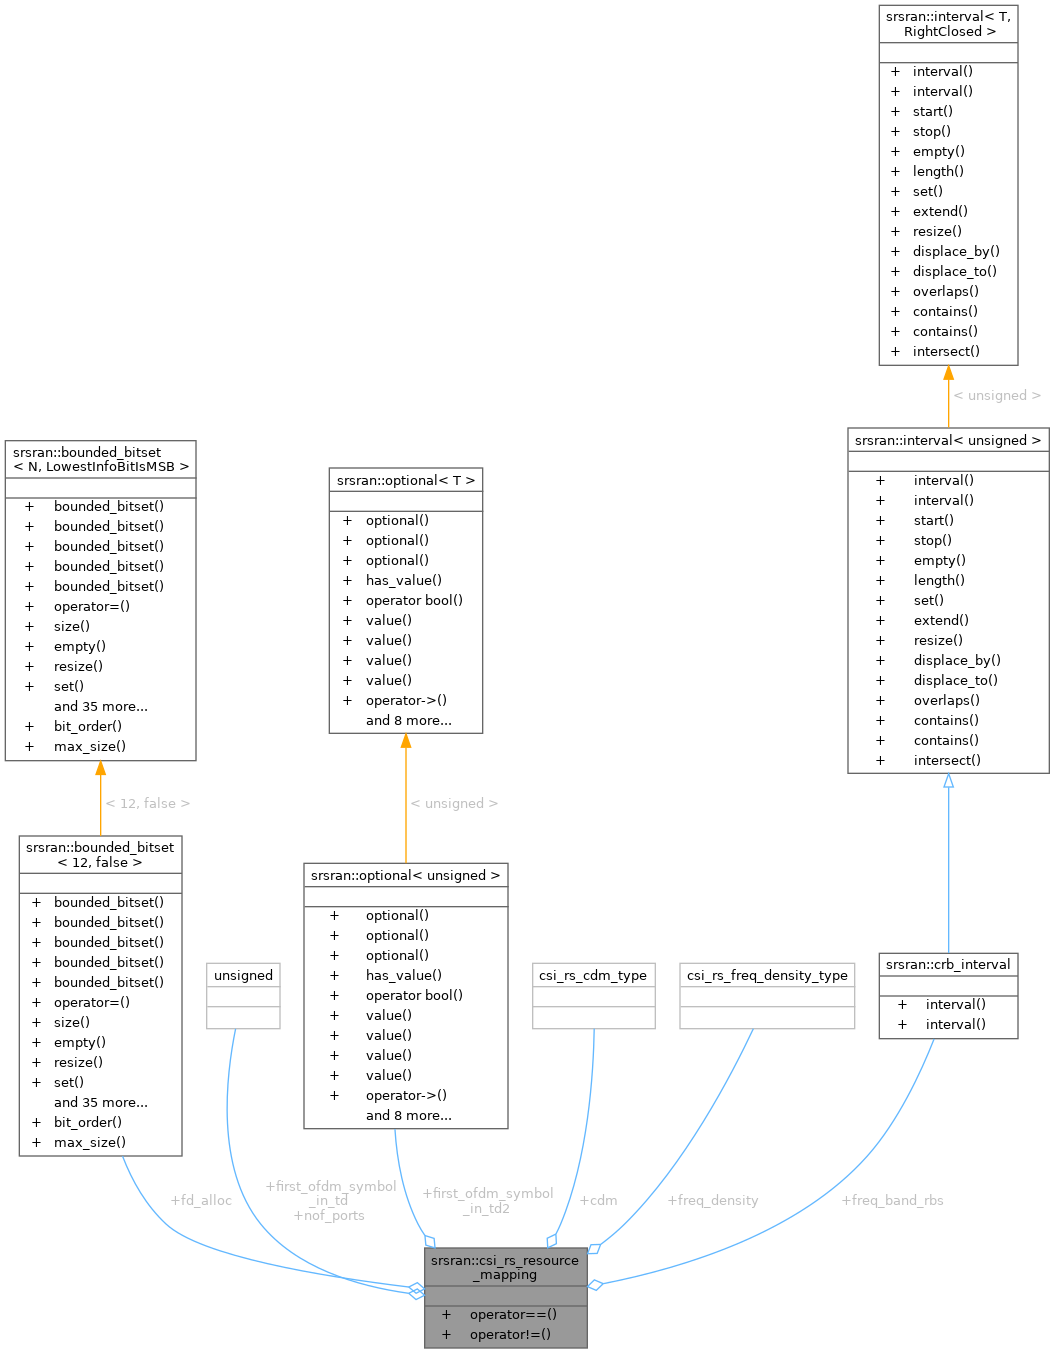 srsran::interval< T,
RightClosed >
+ interval()
+ interval()
+ start()
+ stop()
+ empty()
+ length()
+ set()
+ extend()
+ resize()
+ displace_by()
+ displace_to()
+ overlaps()
+ contains()
+ contains()
+ intersect()
< unsigned >
srsran::bounded_bitset
< N, LowestInfoBitIsMSB >
+ bounded_bitset()
+ bounded_bitset()
+ bounded_bitset()
+ bounded_bitset()
+ bounded_bitset()
+ operator=()
+ size()
+ empty()
+ resize()
+ set()
and 35 more...
+ bit_order()
+ max_size()
< 12, false >
srsran::optional< T >
+ optional()
+ optional()
+ optional()
+ has_value()
+ operator bool()
+ value()
+ value()
+ value()
+ value()
+ operator->()
and 8 more...
< unsigned >
srsran::interval< unsigned >
+ interval()
+ interval()
+ start()
+ stop()
+ empty()
+ length()
+ set()
+ extend()
+ resize()
+ displace_by()
+ displace_to()
+ overlaps()
+ contains()
+ contains()
+ intersect()
srsran::bounded_bitset
< 12, false >
+ bounded_bitset()
+ bounded_bitset()
+ bounded_bitset()
+ bounded_bitset()
+ bounded_bitset()
+ operator=()
+ size()
+ empty()
+ resize()
+ set()
and 35 more...
+ bit_order()
+ max_size()
unsigned
srsran::optional< unsigned >
+ optional()
+ optional()
+ optional()
+ has_value()
+ operator bool()
+ value()
+ value()
+ value()
+ value()
+ operator->()
and 8 more...
csi_rs_cdm_type
csi_rs_freq_density_type
srsran::crb_interval
+ interval()
+ interval()
+fd_alloc
+first_ofdm_symbol
_in_td
+nof_ports
+first_ofdm_symbol
_in_td2
+cdm
+freq_density
+freq_band_rbs
srsran::csi_rs_resource
_mapping
+ operator==()
+ operator!=()